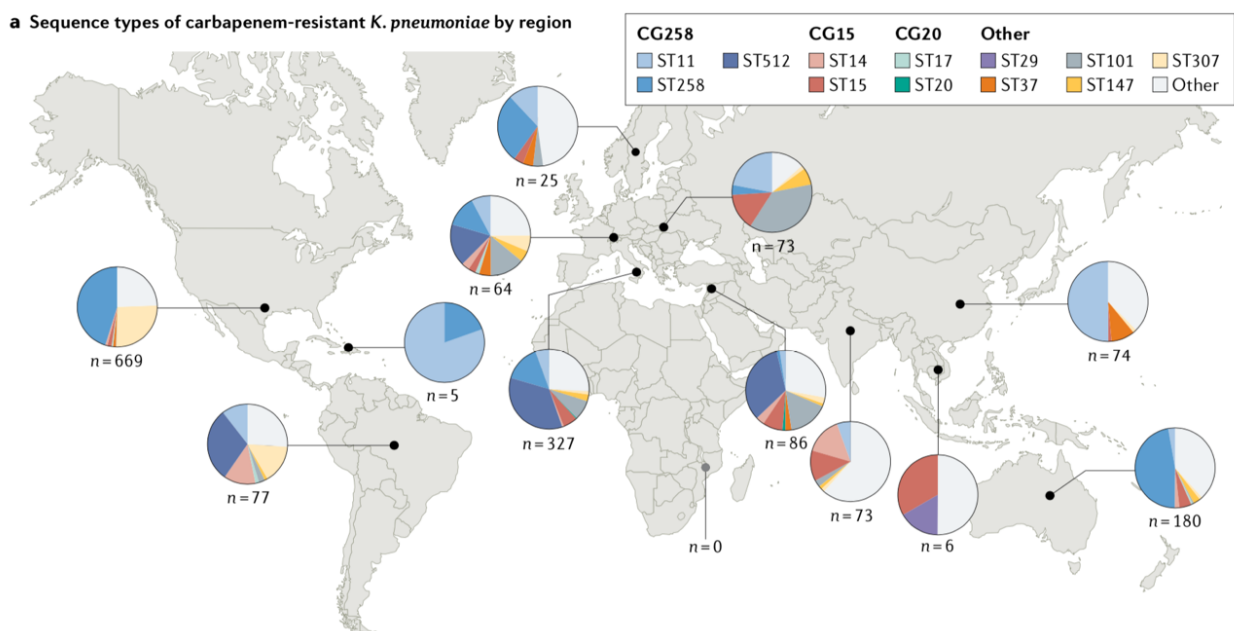 a Sequence types of carbapenem-resistant K. pneumoniae by region
CG258 CG15 CG20 Other
ST11 ST512 ST14 ST17 ST29 ST101 ST307
ST258 ST15 ST20 ST37 ST147 Other
n = 25
n = 73
n = 64
n = 669
n = 5
n = 74
n = 327
n = 86
n = 77
n = 73
n = 6
n = 180
n = 0